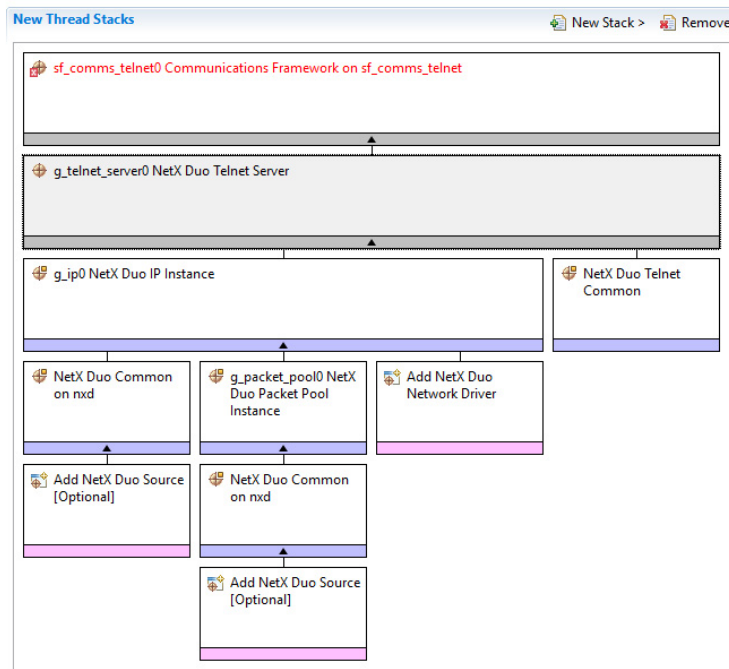 New Thread Stacks
New Stack > Remove
sf_comms_telnet0 Communications Framework on sf_comms_telnet
g_telnet_server0 NetX Duo Telnet Server
g_ip0 NetX Duo IP Instance
NetX Duo Telnet
Common
NetX Duo Common
on nxd
g_packet_pool0 NetX
Duo Packet Pool
Instance
Add NetX Duo
Network Driver
Add NetX Duo Source
[Optional]
NetX Duo Common
on nxd
Add NetX Duo Source
[Optional]